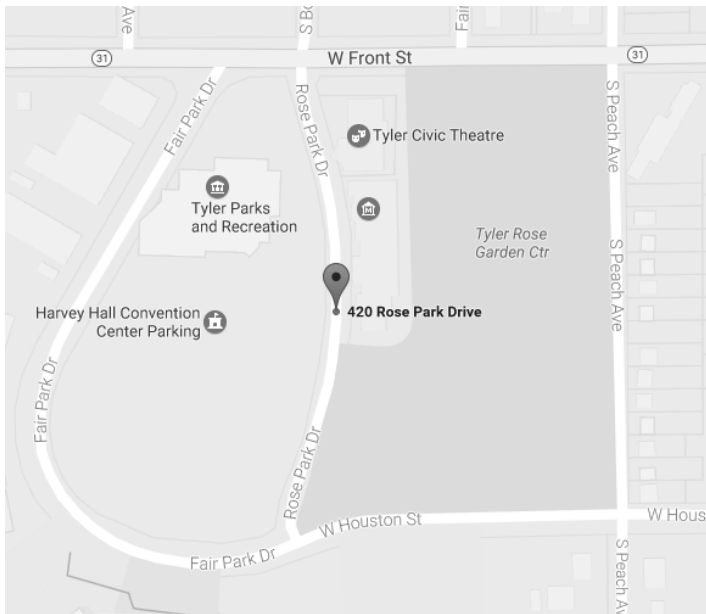 Ave
S Bo
Fair
31
W Front St
31
Fair Park Dr
Rose Park Dr
Tyler Civic Theatre
S Peach Ave
Tyler Parks
and Recreation
M
Tyler Rose
Garden Ctr
S Peach Ave
Harvey Hall Convention
Center Parking
420 Rose Park Drive
Fair Park Dr
Rose Park Dr
W Houston St
W Hous
Fair Park Dr
S Peach Av